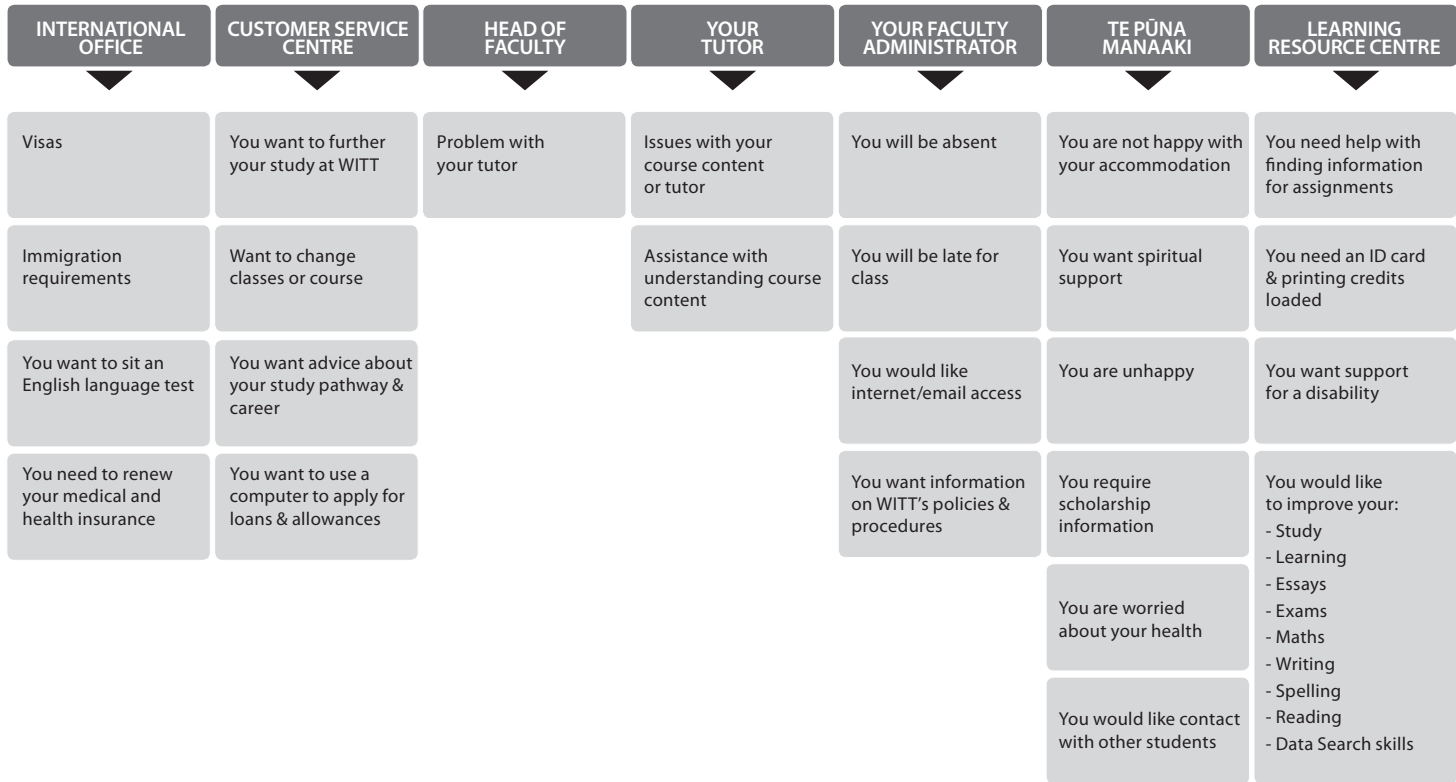 INTERNATIONAL
OFFICE
CUSTOMER SERVICE
CENTRE
HEAD OF
FACULTY
YOUR
TUTOR
YOUR FACULTY
ADMINISTRATOR
TE PŪNA
MANAAKI
LEARNING
RESOURCE CENTRE
Visas
Immigration
requirements
You want to sit an
English language test
You need to renew
your medical and
health insurance
You want to further
your study at WITT
Want to change
classes or course
You want advice about
your study pathway &
career
You want to use a
computer to apply for
loans & allowances
Problem with
your tutor
Issues with your
course content
or tutor
Assistance with
understanding course
content
You will be absent
You will be late for
class
You would like
internet/email access
You want information
on WITT's policies &
procedures
You are not happy with
your accommodation
You want spiritual
support
You are unhappy
You require
scholarship
information
You are worried
about your health
You would like contact
with other students
You need help with
finding information
for assignments
You need an ID card
& printing credits
loaded
You want support
for a disability
You would like
to improve your:
- Study
- Learning
- Essays
- Exams
- Maths
- Writing
- Spelling
- Reading
- Data Search skills